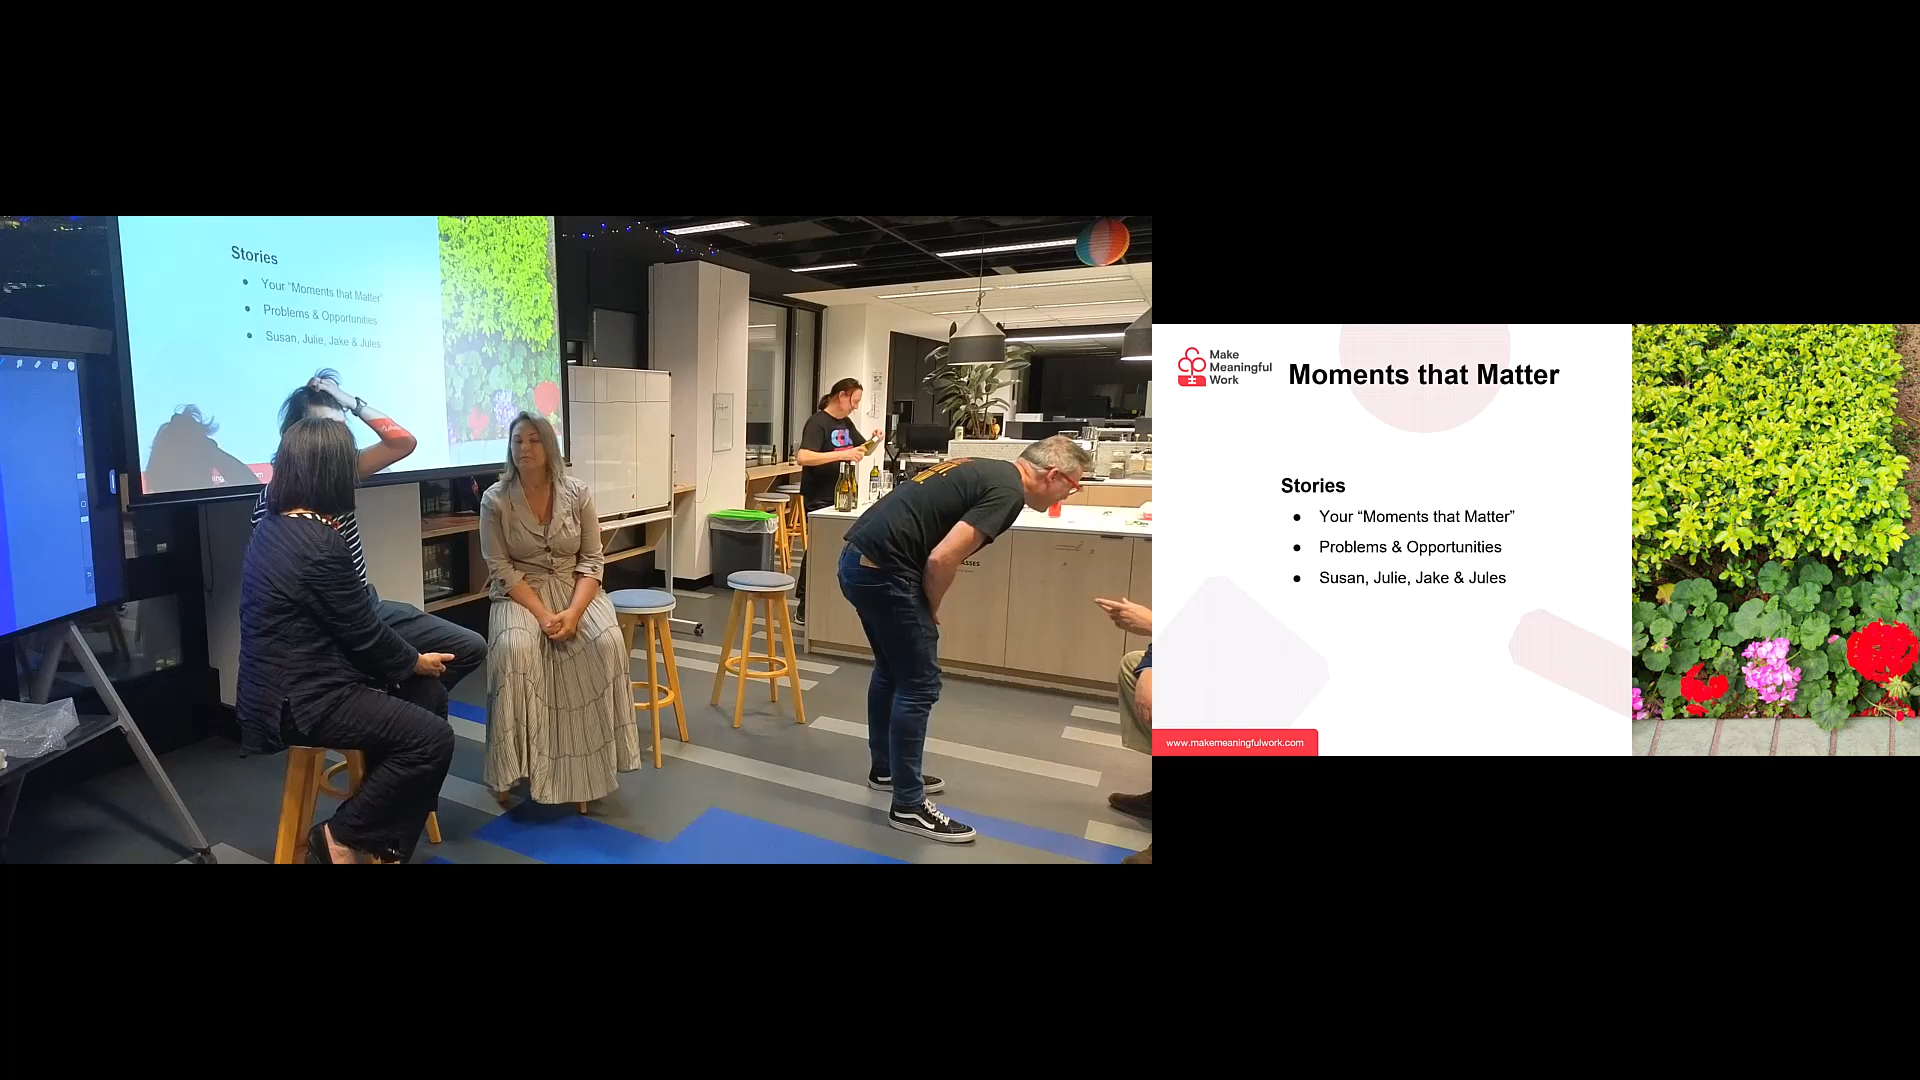 Stories
● Your “Moments that Matter”
● Problems & Opportunities
● Susan, Julie, Jake & Jules
Make
Meaningful
Work
Moments that Matter
Stories
● Your “Moments that Matter”
● Problems & Opportunities
● Susan, Julie, Jake & Jules
www.makemeaningfulwork.com